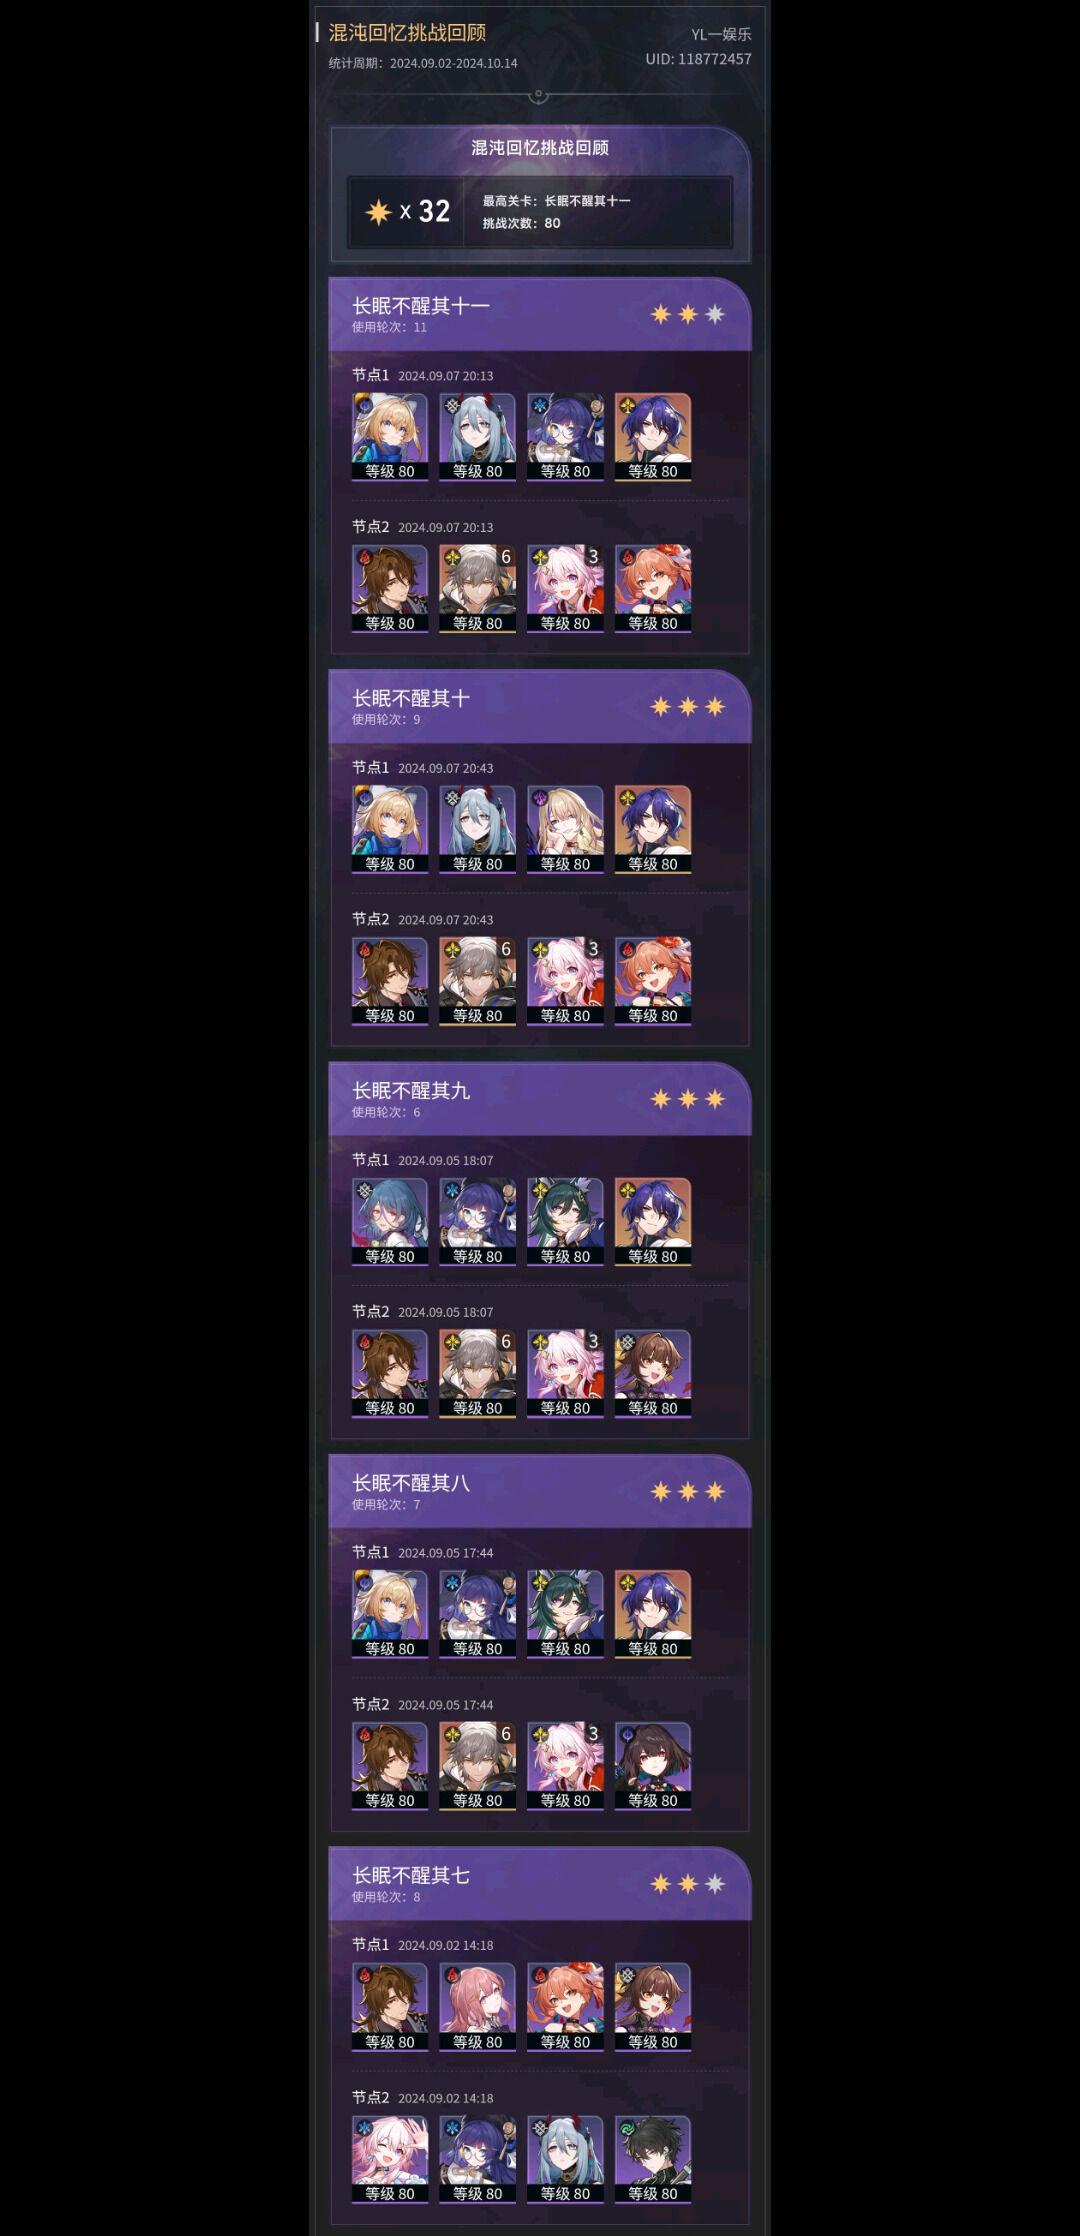 混沌回忆挑战回顾
YL一娱乐
统计周期：2024.09.02-2024.10.14
UID: 118772457
混沌回忆挑战回顾
X 32
最高关卡：长眠不醒其十一
挑战次数：80
长眠不醒其十一
使用轮次：11
节点1 2024.09.07 20:13
等级 80 等级 80 等级 80 等级 80
节点2 2024.09.07 20:13
6 3
等级 80 等级 80 等级 80 等级 80
长眠不醒其十
使用轮次：9
节点1 2024.09.07 20:43
等级 80 等级 80 等级 80 等级 80
节点2 2024.09.07 20:43
6 3
等级 80 等级 80 等级 80 等级 80
长眠不醒其九
使用轮次：6
节点1 2024.09.05 18:07
等级 80 等级 80 等级 80 等级 80
节点2 2024.09.05 18:07
6 3
等级 80 等级 80 等级 80 等级 80
长眠不醒其八
使用轮次：7
节点1 2024.09.05 17:44
等级 80 等级 80 等级 80 等级 80
节点2 2024.09.05 17:44
6 3
等级 80 等级 80 等级 80 等级 80
长眠不醒其七
使用轮次：8
节点1 2024.09.02 14:18
等级 80 等级 80 等级 80 等级 80
节点2 2024.09.02 14:18
等级 80 等级 80 等级 80 等级 80